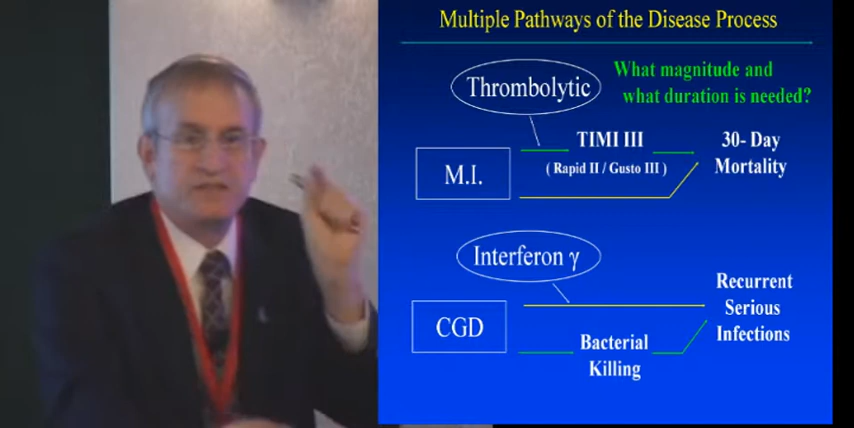 Multiple Pathways of the Disease Process
Thrombolytic
What magnitude and
what duration is needed?
M.I.
TIMI III
( Rapid II / Gusto III )
30- Day
Mortality
Interferon γ
CGD
Bacterial
Killing
Recurrent
Serious
Infections